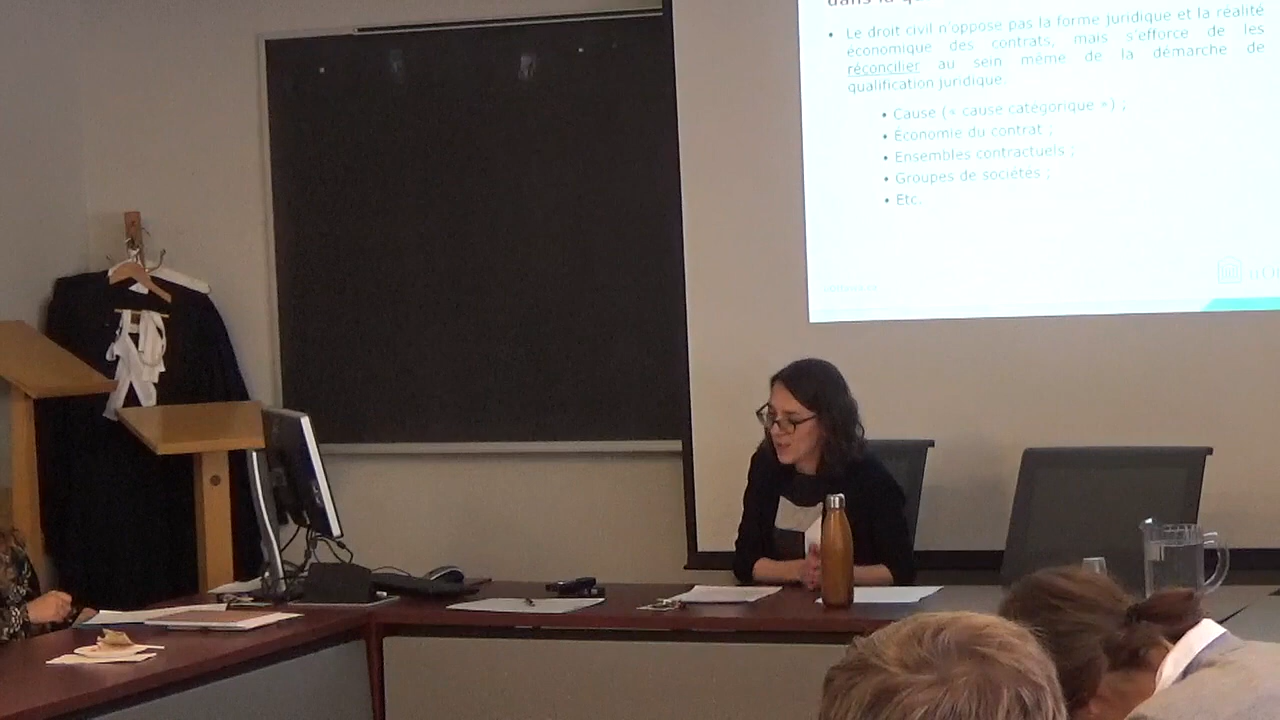 dans la
Le droit civil n'oppose pas la forme juridique et la réalité
économique des contrats, mais s'efforce de les
réconcilier au sein même de la démarche de
qualification juridique.
• Cause (« cause catégorique ») ;
• Économie du contrat ;
• Ensembles contractuels ;
• Groupes de sociétés ;
• Etc.